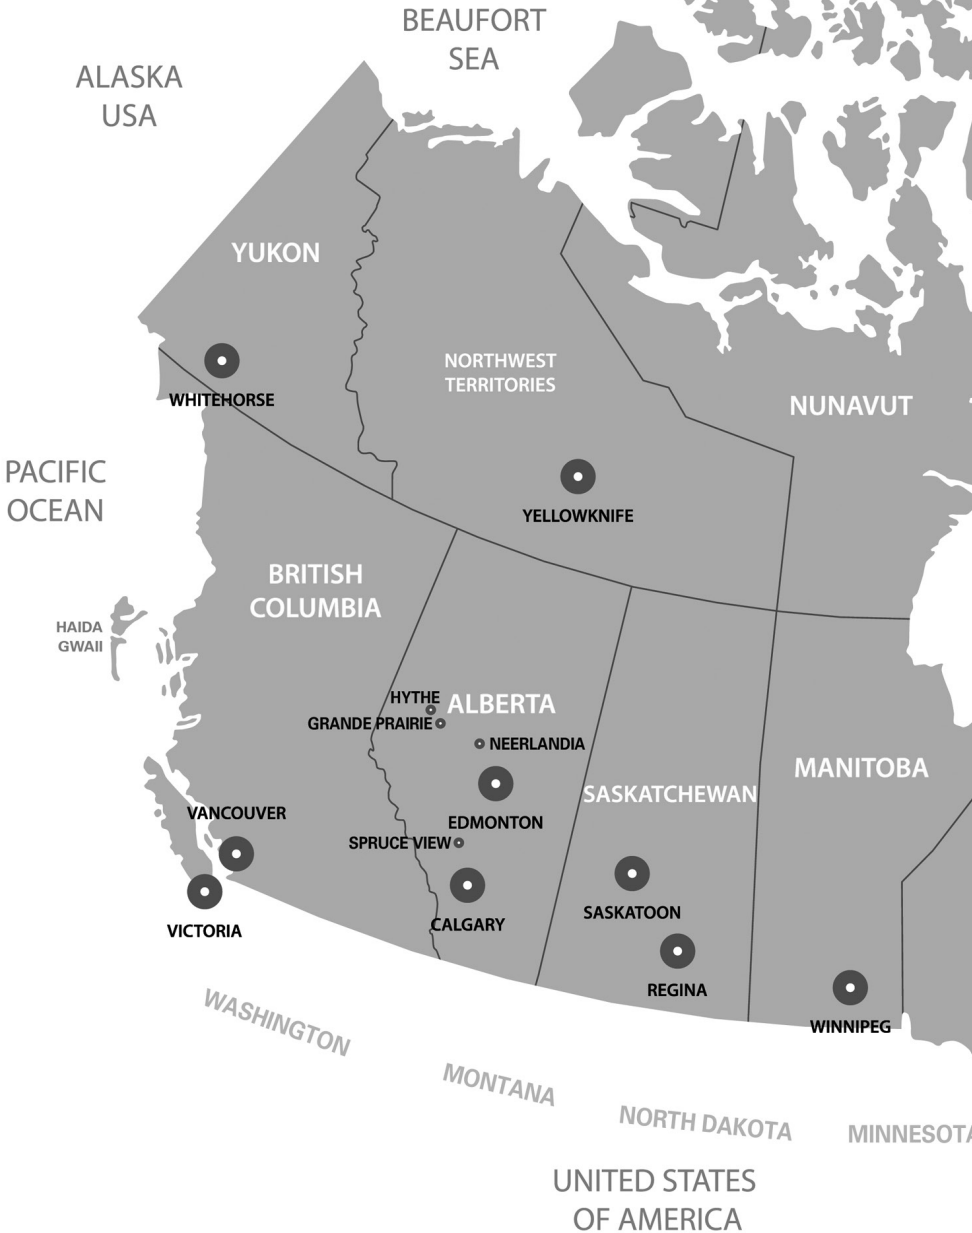 BEAUFORT
SEA
ALASKA
USA
YUKON
NORTHWEST
TERRITORIES
WHITEHORSE
NUNAVUT
PACIFIC
OCEAN
YELLOWKNIFE
BRITISH
COLUMBIA
HAIDA
GWAII
HYTHE
ALBERTA
GRANDE PRAIRIE
NEERLANDIA
MANITOBA
SASKATCHEWAN
VANCOUVER
EDMONTON
SPRUCE VIEW
SASKATOON
CALGARY
VICTORIA
REGINA
WINNIPEG
WASHINGTON
MONTANA
NORTH DAKOTA
MINNESOTA
UNITED STATES
OF AMERICA